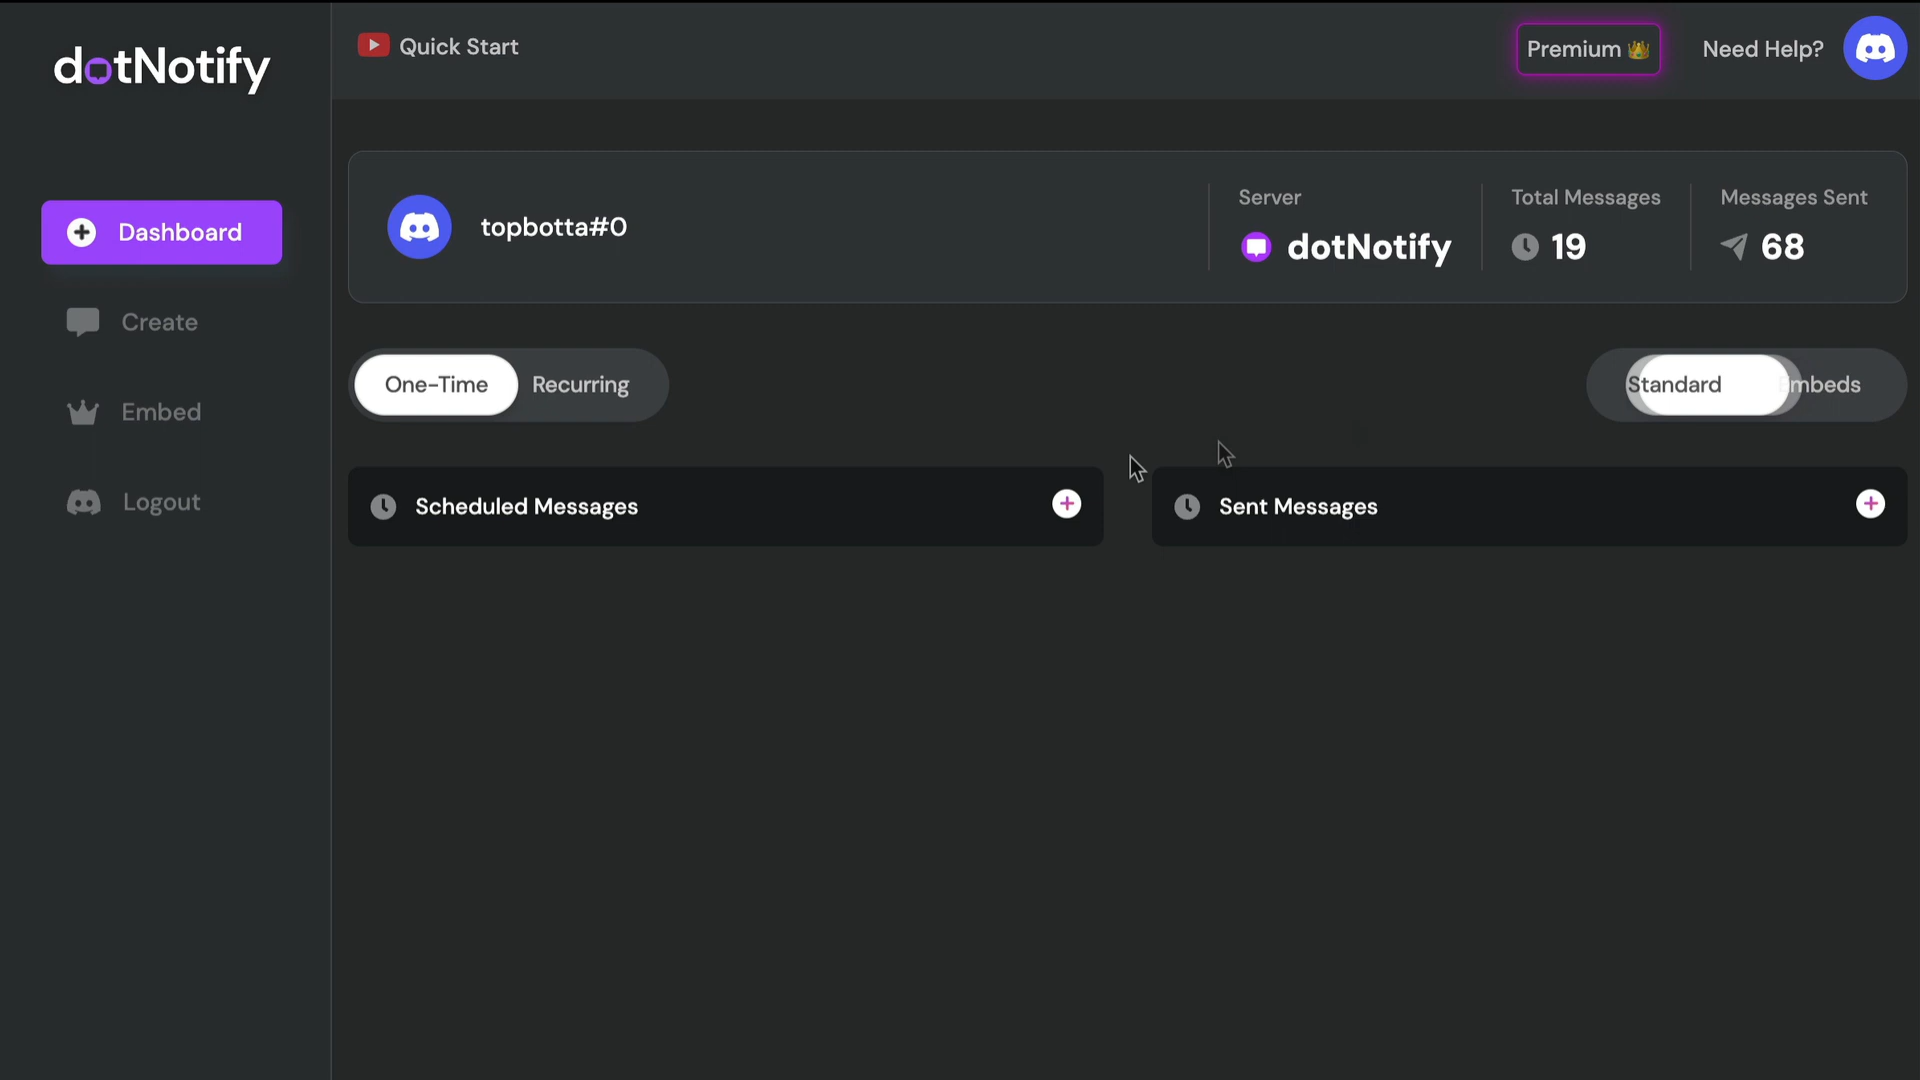 dotNotify
Quick Start
Premium
Need Help?
Dashboard
Create
Embed
Logout
topbotta#0
Server
dotNotify
Total Messages
19
Messages Sent
68
One-Time
Recurring
Standard
Embeds
Scheduled Messages
Sent Messages